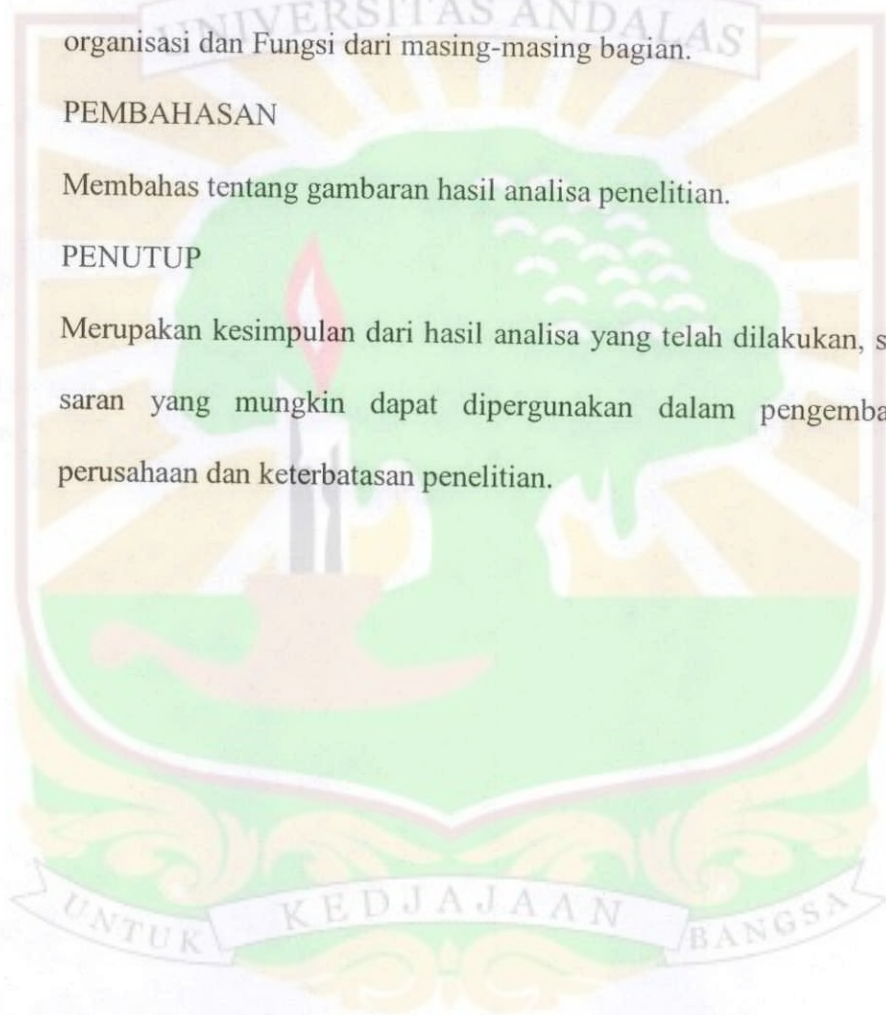 UNIVERSITAS ANDALAS
organisasi dan Fungsi dari masing-masing bagian.
PEMBAHASAN
Membahas tentang gambaran hasil analisa penelitian.
PENUTUP
Merupakan kesimpulan dari hasil analisa yang telah dilakukan, s
saran yang mungkin dapat dipergunakan dalam pengemba
perusahaan dan keterbatasan penelitian.
UNTUK KEDJAJAAN BANGSA